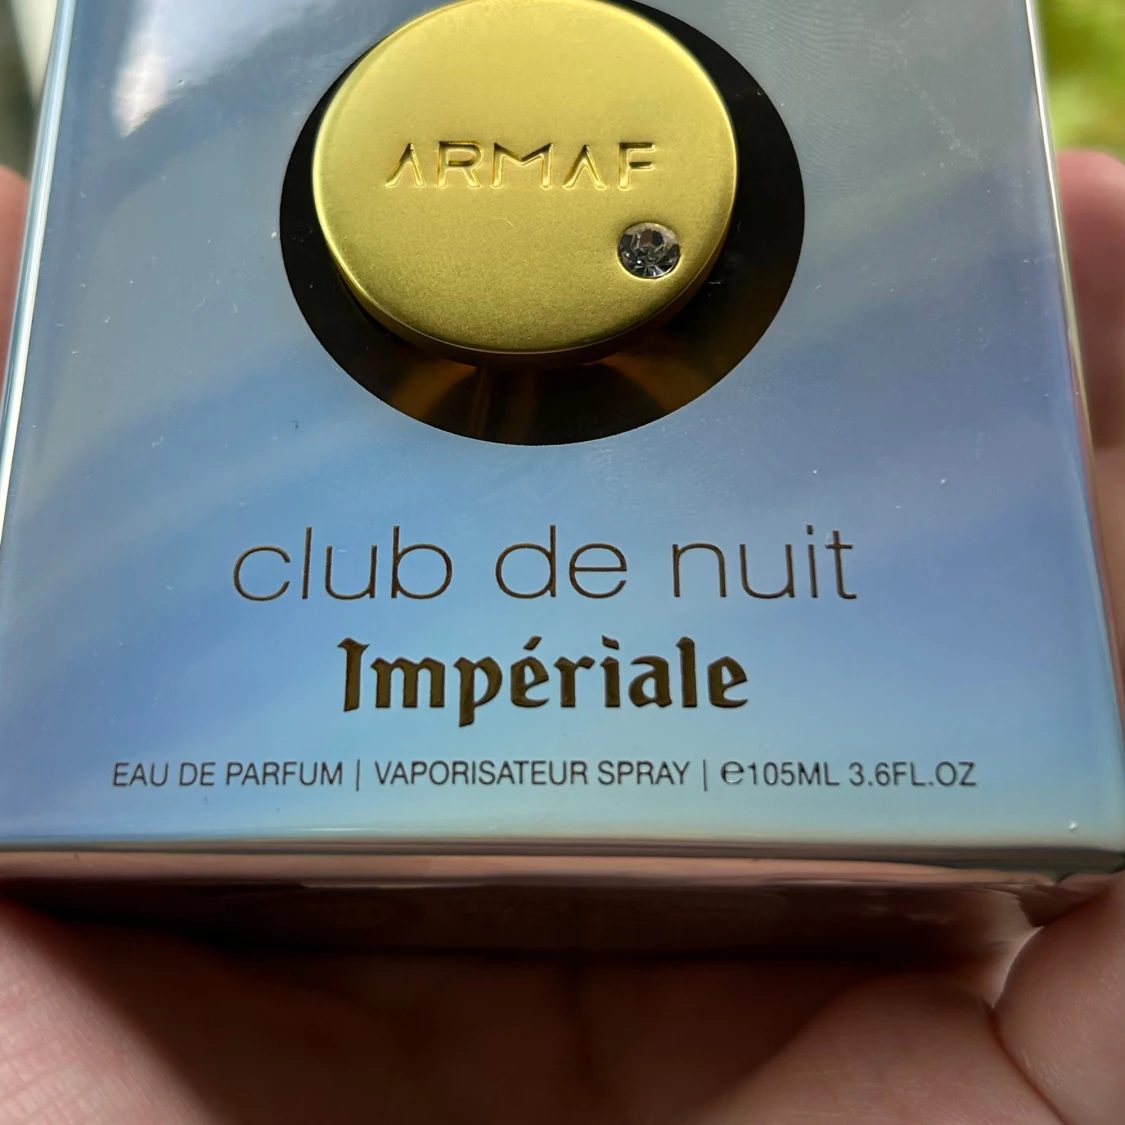 ARMAF
club de nuit
Impériale
EAU DE PARFUM | VAPORISATEUR SPRAY | ℮105ML 3.6FL.OZ